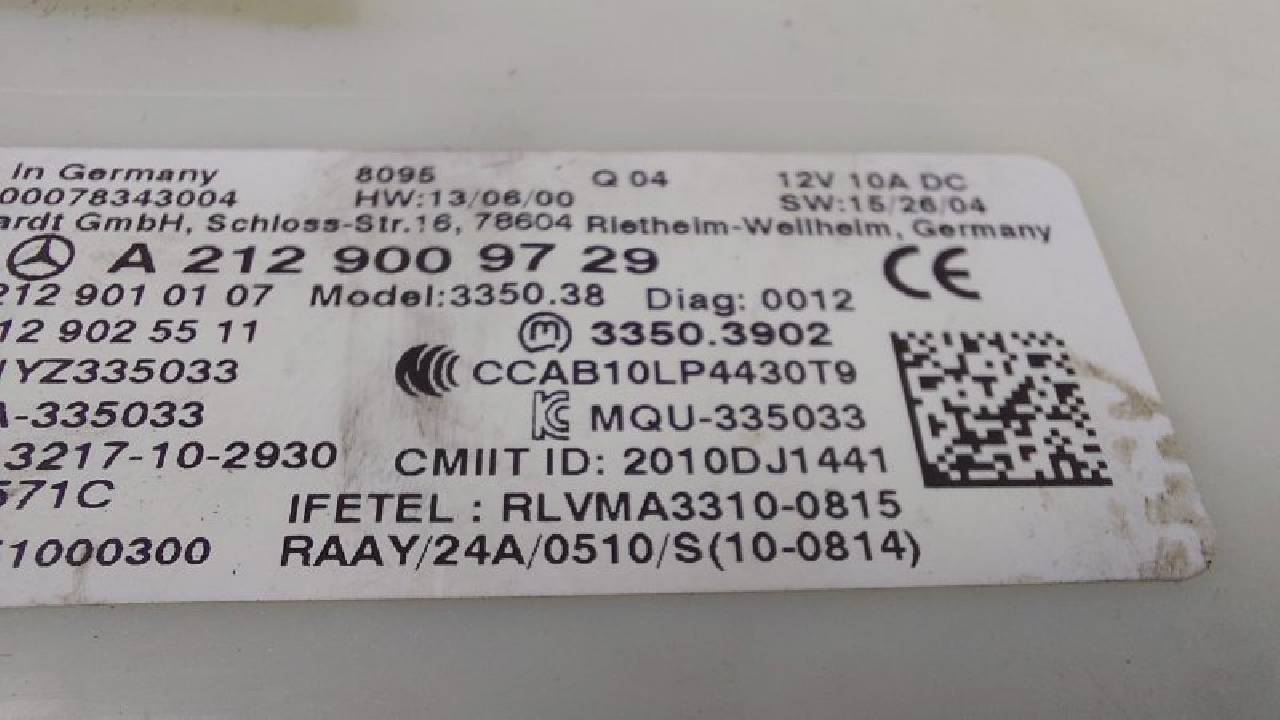 in Germany 8095 Q 04 12V 10A DC
00078343004 HW:13/06/00 SW:15/26/04
ardt GmbH, Schloss-Str.16, 78604 Rietheim-Weilheim, Germany
A 212 900 97 29 CE
212 901 01 07 Model:3350.38 Diag: 0012
12 902 55 11 m 3350.3902
YZ335033 CCAB10LP4430T9
A-335033 MQU-335033
3217-10-2930 CMIIT ID: 2010DJ1441
571C IFETEL : RLVMA3310-0815
1000300 RAAY/24A/0510/S(10-0814)